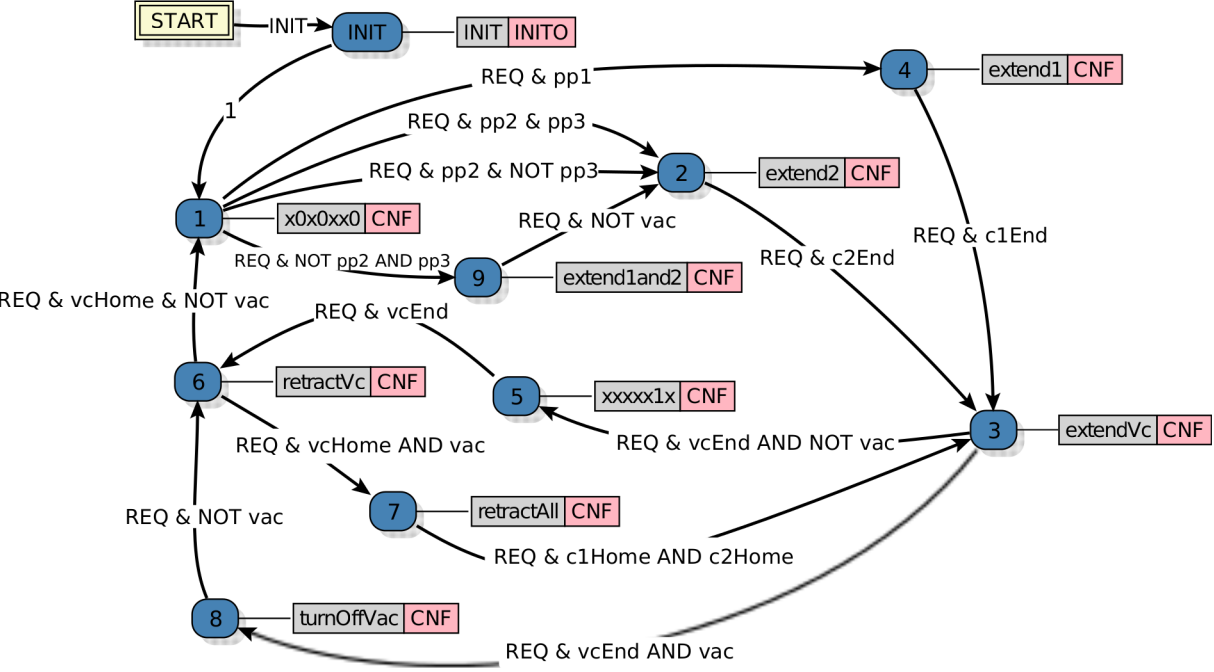 START
INIT
INIT
INIT INITO
1
REQ & pp1
4
extend1 CNF
REQ & pp2 & pp3
REQ & pp2 & NOT pp3
2
extend2 CNF
1
x0x0xx0 CNF
REQ & NOT vac
REQ & c1End
REQ & c2End
REQ & NOT pp2 AND pp3
9
extend1and2 CNF
REQ & vcHome & NOT vac
REQ & vcEnd
6
retractVc CNF
5
xxxxx1x CNF
3
extendVc CNF
REQ & vcHome AND vac
REQ & vcEnd AND NOT vac
7
retractAll CNF
REQ & NOT vac
REQ & c1Home AND c2Home
8
turnOffVac CNF
REQ & vcEnd AND vac